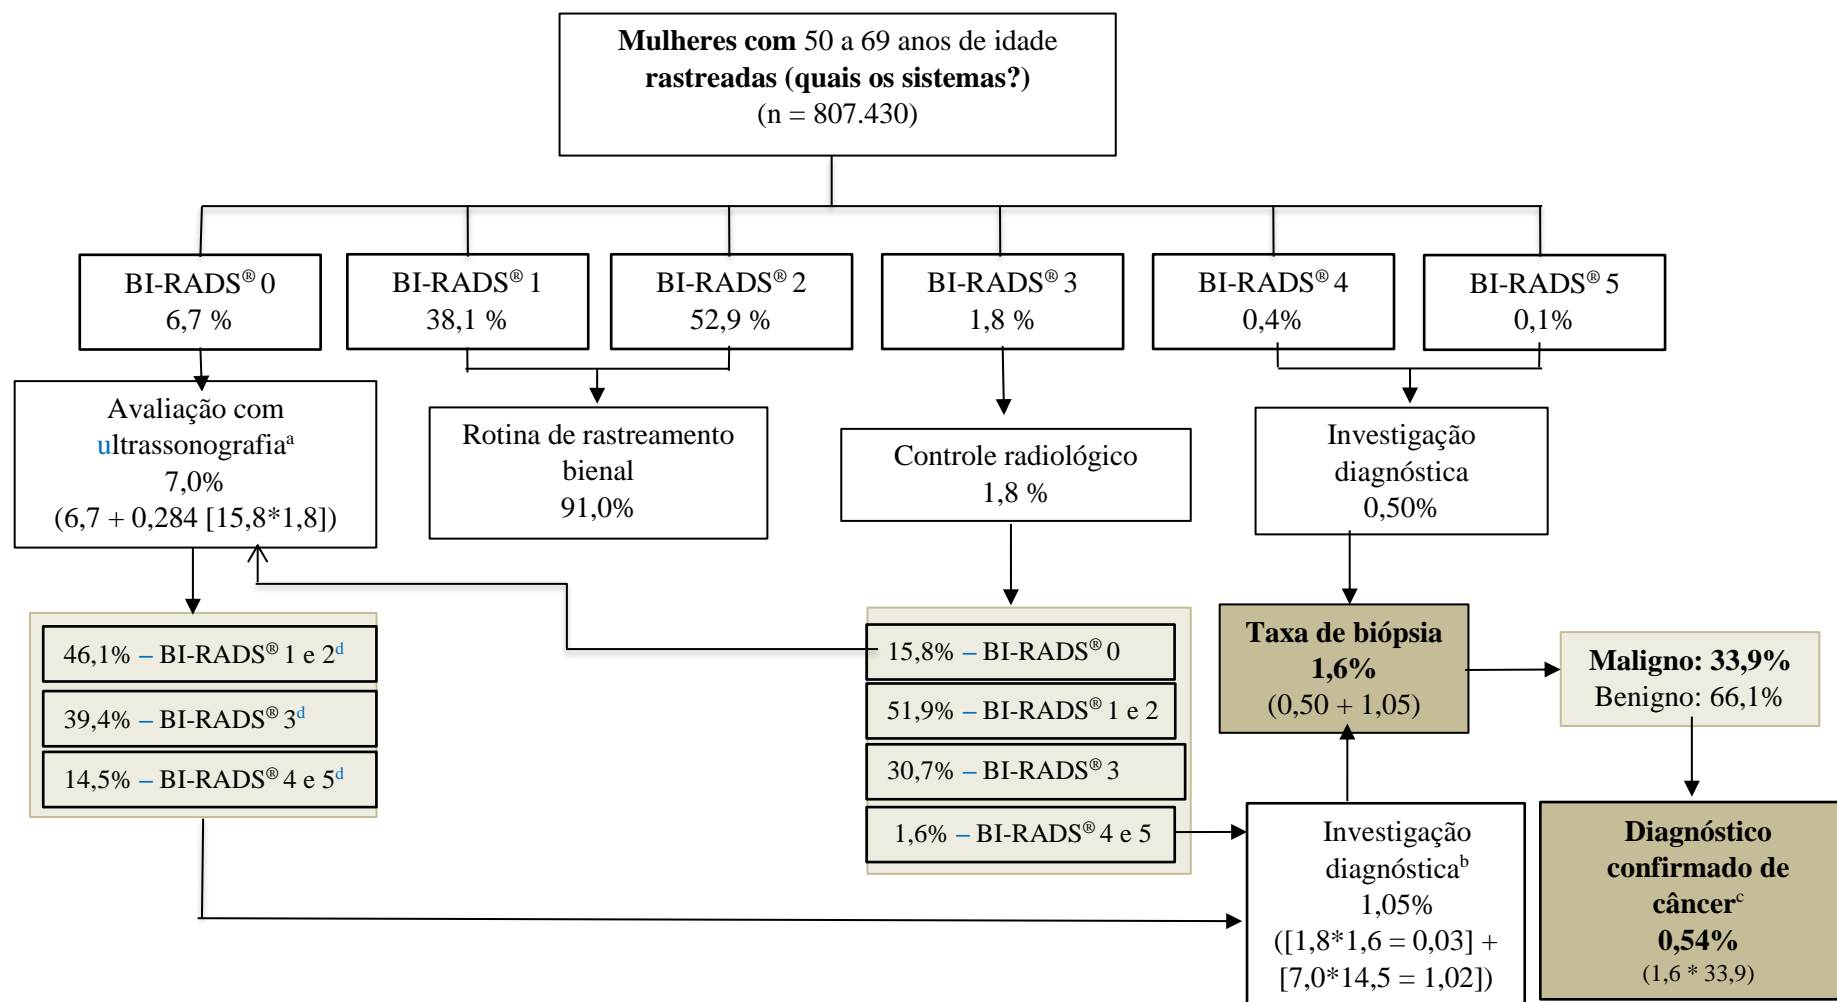 Mulheres com 50 a 69 anos de idade
rastreadas (quais os sistemas?)
(n = 807.430)
BI-RADS® 0
6,7 %
BI-RADS® 1
38,1 %
BI-RADS® 2
52,9 %
BI-RADS® 3
1,8 %
BI-RADS® 4
0,4%
BI-RADS® 5
0,1%
Avaliação com
ultrassonografiaᵃ
7,0%
(6,7 + 0,284 [15,8*1,8])
Rotina de rastreamento
bienal
91,0%
Controle radiológico
1,8 %
Investigação
diagnóstica
0,50%
46,1% – BI-RADS® 1 e 2ᵈ
39,4% – BI-RADS® 3ᵈ
14,5% – BI-RADS® 4 e 5ᵈ
15,8% – BI-RADS® 0
51,9% – BI-RADS® 1 e 2
30,7% – BI-RADS® 3
1,6% – BI-RADS® 4 e 5
Taxa de biópsia
1,6%
(0,50 + 1,05)
Maligno: 33,9%
Benigno: 66,1%
Investigação
diagnósticaᵇ
1,05%
([1,8*1,6 = 0,03] +
[7,0*14,5 = 1,02])
Diagnóstico
confirmado de
câncerᶜ
0,54%
(1,6 * 33,9)